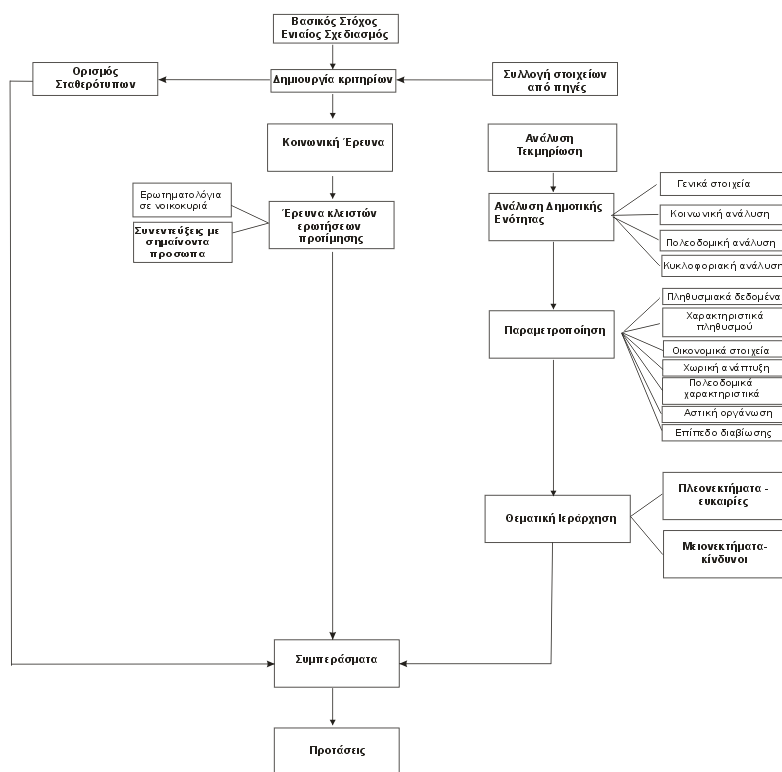 Βασικός Στόχος
Ενιαίος Σχεδιασμός
Ορισμός
Σταθερότυπων
Δημιουργία κριτηρίων
Συλλογή στοιχείων
από πηγές
Κοινωνική Έρευνα
Ανάλυση
Τεκμηρίωση
Ερωτηματολόγια
σε νοικοκυριά
Συνεντεύξεις με
σημαίνοντα
πρόσωπα
Έρευνα κλειστών
ερωτήσεων
προτίμησης
Ανάλυση Δημοτικής
Ενότητας
Γενικά στοιχεία
Κοινωνική ανάλυση
Πολεοδομική ανάλυση
Κυκλοφοριακή ανάλυση
Παραμετροποίηση
Πληθυσμιακά δεδομένα
Χαρακτηριστικά
πληθυσμού
Οικονομικά στοιχεία
Χωρική ανάπτυξη
Πολεοδομικά
χαρακτηριστικά
Αστική οργάνωση
Επίπεδο διαβίωσης
Θεματική Ιεράρχηση
Πλεονεκτήματα -
ευκαιρίες
Μειονεκτήματα-
κίνδυνοι
Συμπεράσματα
Προτάσεις